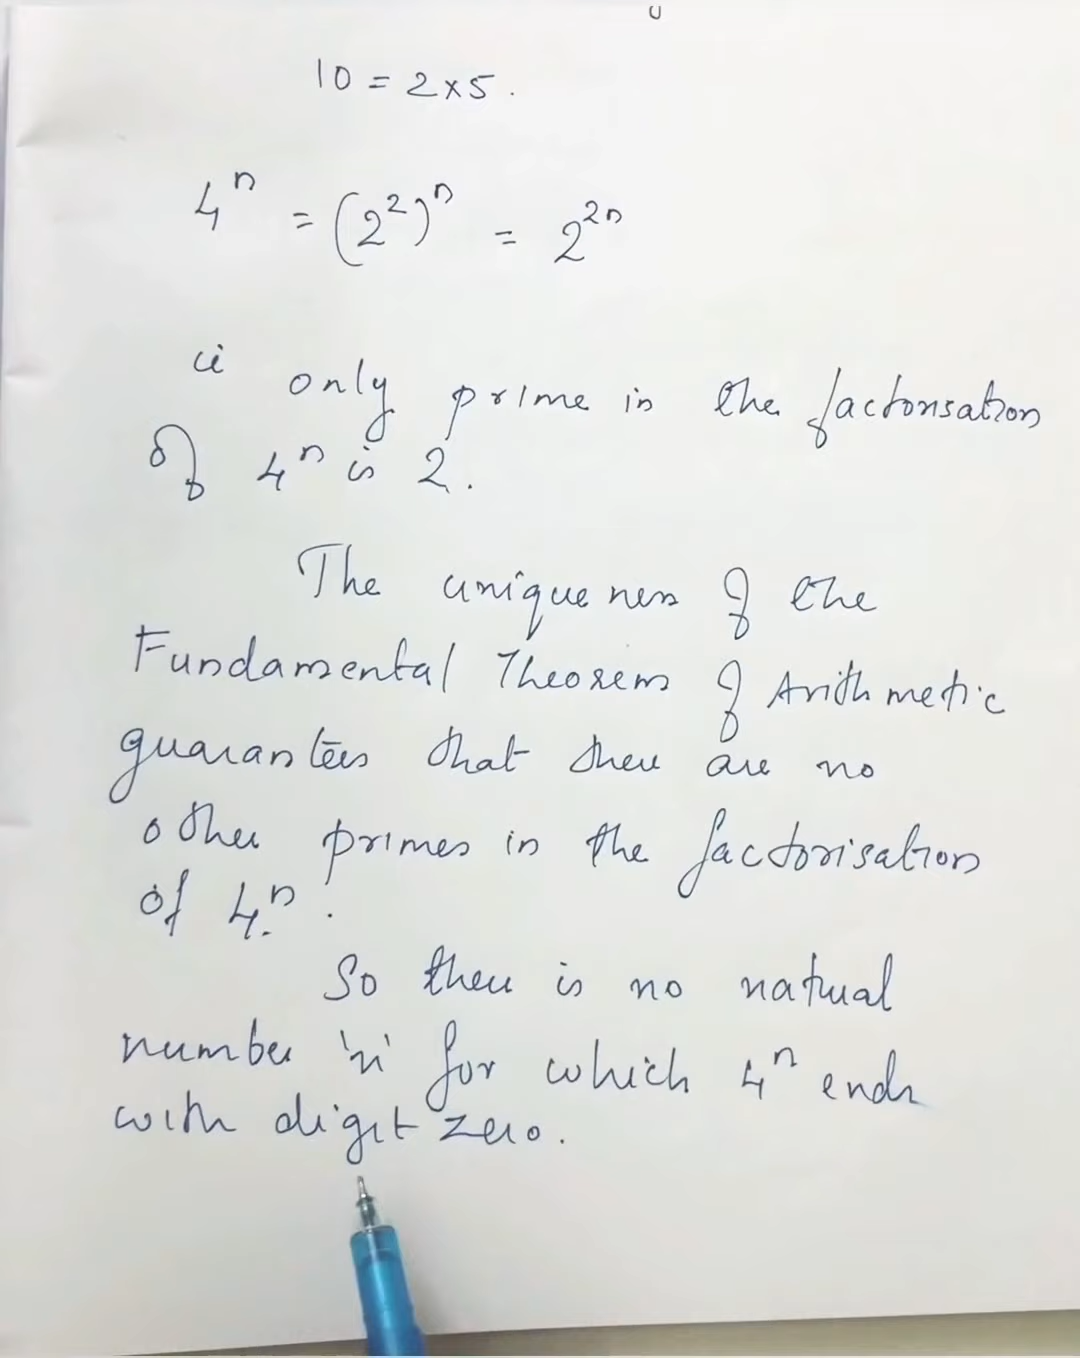 10 = 2 × 5.
4ⁿ = (2²)ⁿ = 2²ⁿ
ie only prime in the factorisation
of 4ⁿ is 2.
The uniqueness of the
Fundamental Theorem of Arithmetic
guarantees that there are no
other primes in the factorisation
of 4ⁿ.
So there is no natural
number 'n' for which 4ⁿ ends
with digit zero.